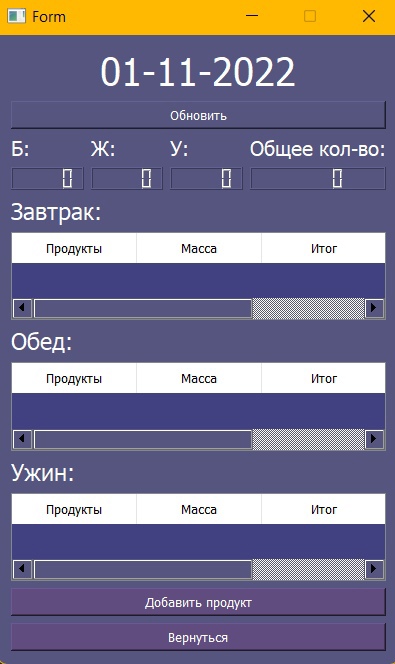 Form
01-11-2022
Обновить
Б: Ж: У: Общее кол-во:
0 0 0 0
Завтрак:
Продукты Масса Итог
Обед:
Продукты Масса Итог
Ужин:
Продукты Масса Итог
Добавить продукт
Вернуться